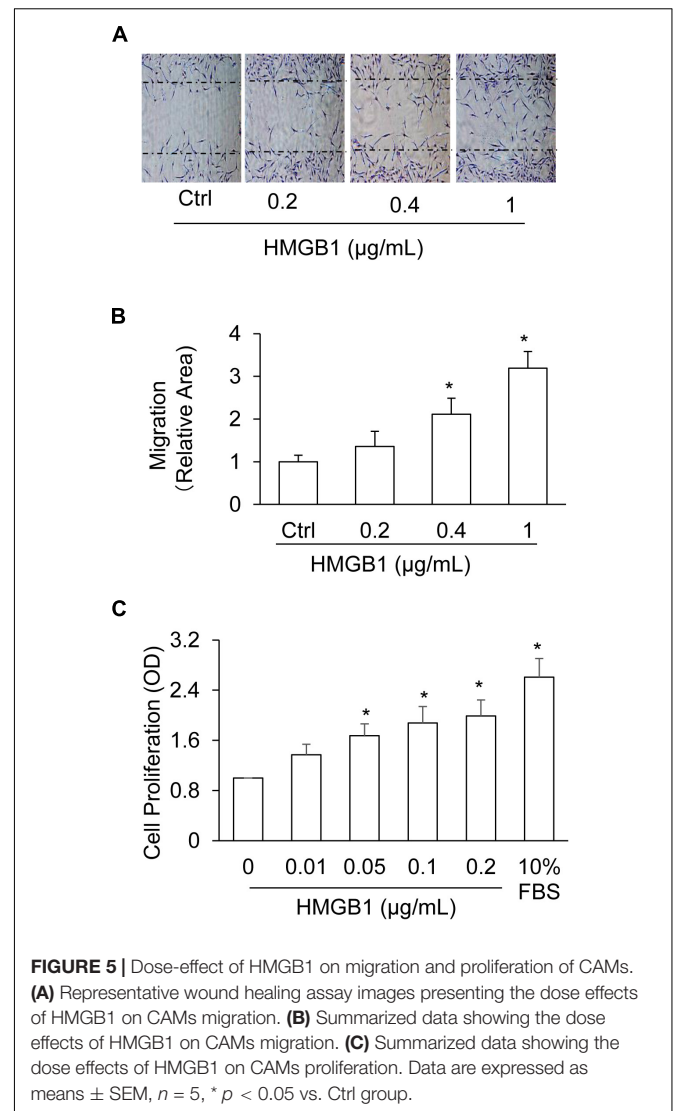 A
Ctrl 0.2 0.4 1
HMGB1 (µg/mL)
B
Migration
(Relative Area)
4
3
2
1
0
*
*
Ctrl 0.2 0.4 1
HMGB1 (µg/mL)
C
Cell Proliferation (OD)
3.2
2.4
1.6
0.8
0
*
*
*
*
0 0.01 0.05 0.1 0.2 10%
FBS
HMGB1 (µg/mL)
FIGURE 5 | Dose-effect of HMGB1 on migration and proliferation of CAMs.
(A) Representative wound healing assay images presenting the dose effects
of HMGB1 on CAMs migration. (B) Summarized data showing the dose
effects of HMGB1 on CAMs migration. (C) Summarized data showing the
dose effects of HMGB1 on CAMs proliferation. Data are expressed as
means ± SEM, n = 5, * p < 0.05 vs. Ctrl group.